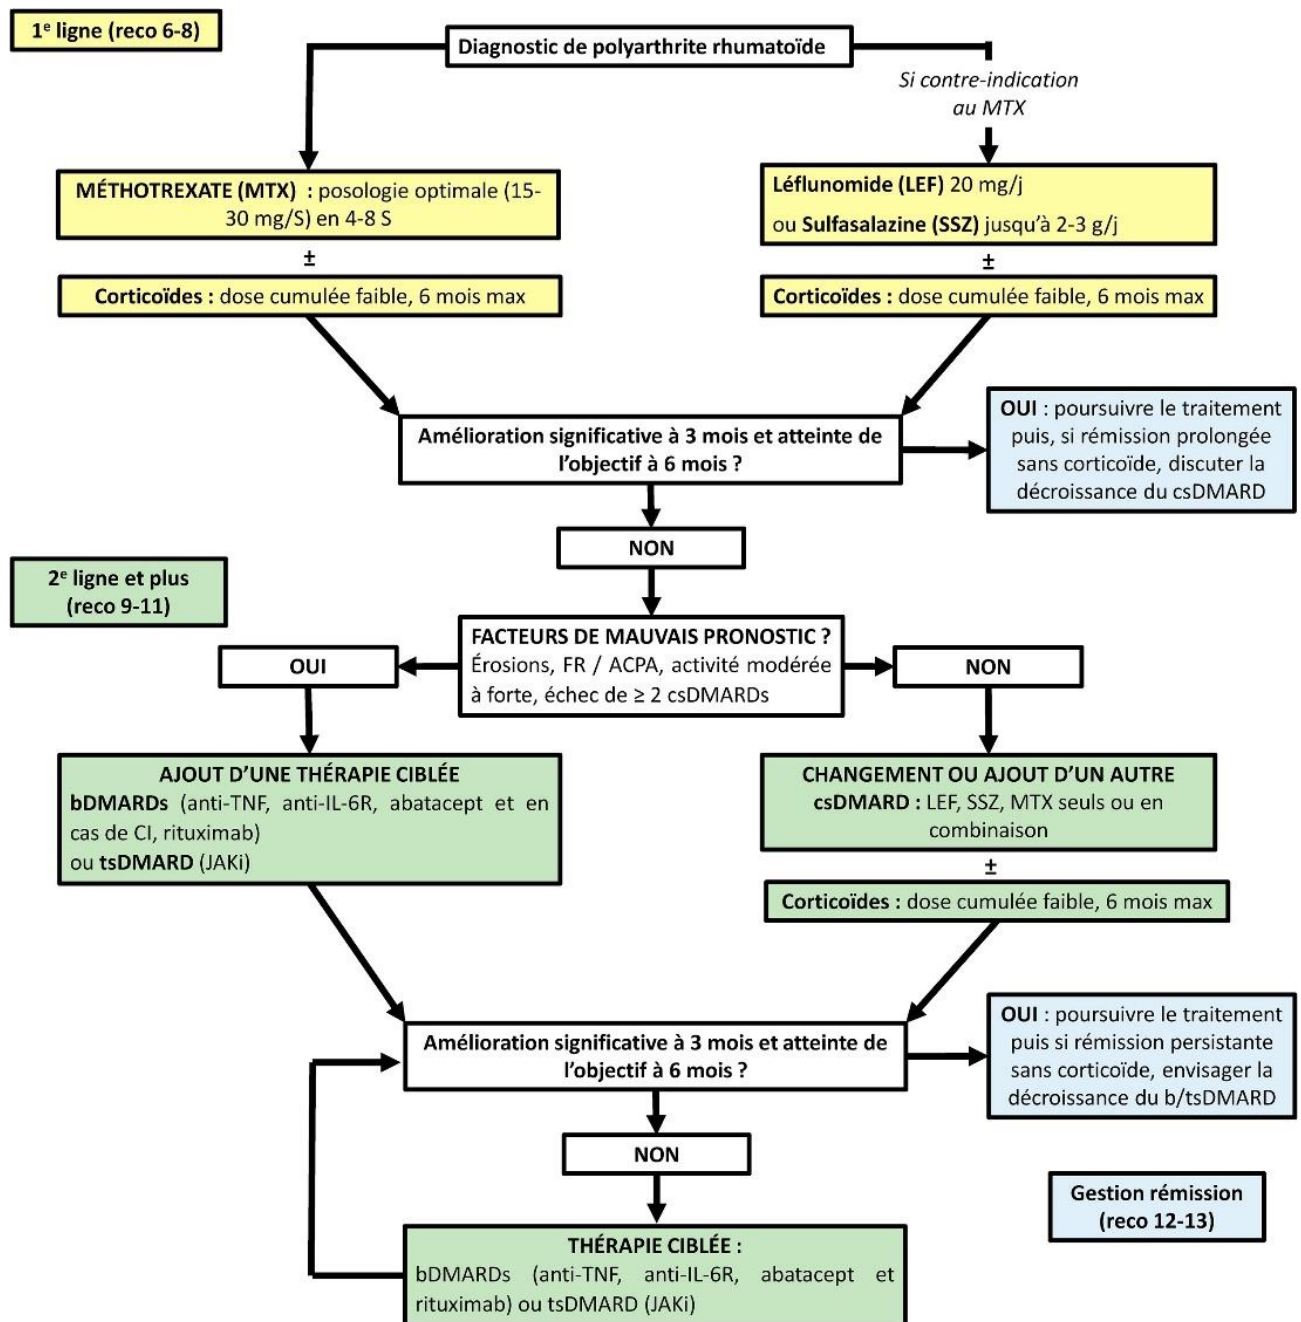 1e ligne (reco 6-8)
Diagnostic de polyarthrite rhumatoïde
Si contre-indication
au MTX
MÉTHOTREXATE (MTX) : posologie optimale (15-
30 mg/S) en 4-8 S
±
Corticoïdes : dose cumulée faible, 6 mois max
Léflunomide (LEF) 20 mg/j
ou Sulfasalazine (SSZ) jusqu'à 2-3 g/j
±
Corticoïdes : dose cumulée faible, 6 mois max
Amélioration significative à 3 mois et atteinte de
l'objectif à 6 mois ?
OUI : poursuivre le traitement
puis, si rémission prolongée
sans corticoïde, discuter la
décroissance du csDMARD
NON
2e ligne et plus
(reco 9-11)
FACTEURS DE MAUVAIS PRONOSTIC ?
Érosions, FR / ACPA, activité modérée
à forte, échec de ≥ 2 csDMARDs
OUI
NON
AJOUT D'UNE THÉRAPIE CIBLÉE
bDMARDs (anti-TNF, anti-IL-6R, abatacept et en
cas de CI, rituximab)
ou tsDMARD (JAKi)
CHANGEMENT OU AJOUT D'UN AUTRE
csDMARD : LEF, SSZ, MTX seuls ou en
combinaison
±
Corticoïdes : dose cumulée faible, 6 mois max
Amélioration significative à 3 mois et atteinte de
l'objectif à 6 mois ?
OUI : poursuivre le traitement
puis si rémission persistante
sans corticoïde, envisager la
décroissance du b/tsDMARD
NON
Gestion rémission
(reco 12-13)
THÉRAPIE CIBLÉE :
bDMARDs (anti-TNF, anti-IL-6R, abatacept et
rituximab) ou tsDMARD (JAKi)